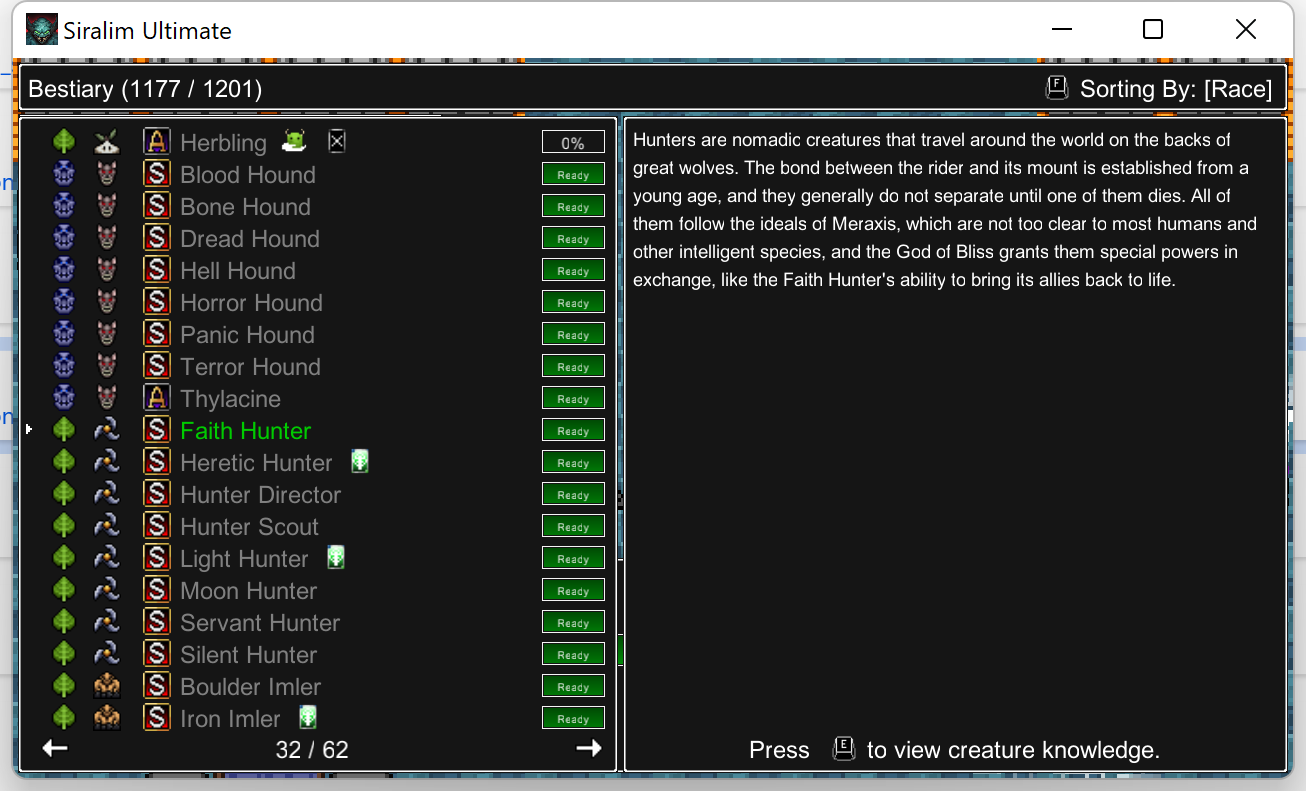 Siralim Ultimate
Bestiary (1177 / 1201)
F Sorting By: [Race]
A Herbling 0%
S Blood Hound Ready
S Bone Hound Ready
S Dread Hound Ready
S Hell Hound Ready
S Horror Hound Ready
S Panic Hound Ready
S Terror Hound Ready
A Thylacine Ready
S Faith Hunter Ready
S Heretic Hunter Ready
S Hunter Director Ready
S Hunter Scout Ready
S Light Hunter Ready
S Moon Hunter Ready
S Servant Hunter Ready
S Silent Hunter Ready
S Boulder Imler Ready
S Iron Imler Ready
32 / 62
Hunters are nomadic creatures that travel around the world on the backs of
great wolves. The bond between the rider and its mount is established from a
young age, and they generally do not separate until one of them dies. All of
them follow the ideals of Meraxis, which are not too clear to most humans and
other intelligent species, and the God of Bliss grants them special powers in
exchange, like the Faith Hunter's ability to bring its allies back to life.
Press E to view creature knowledge.